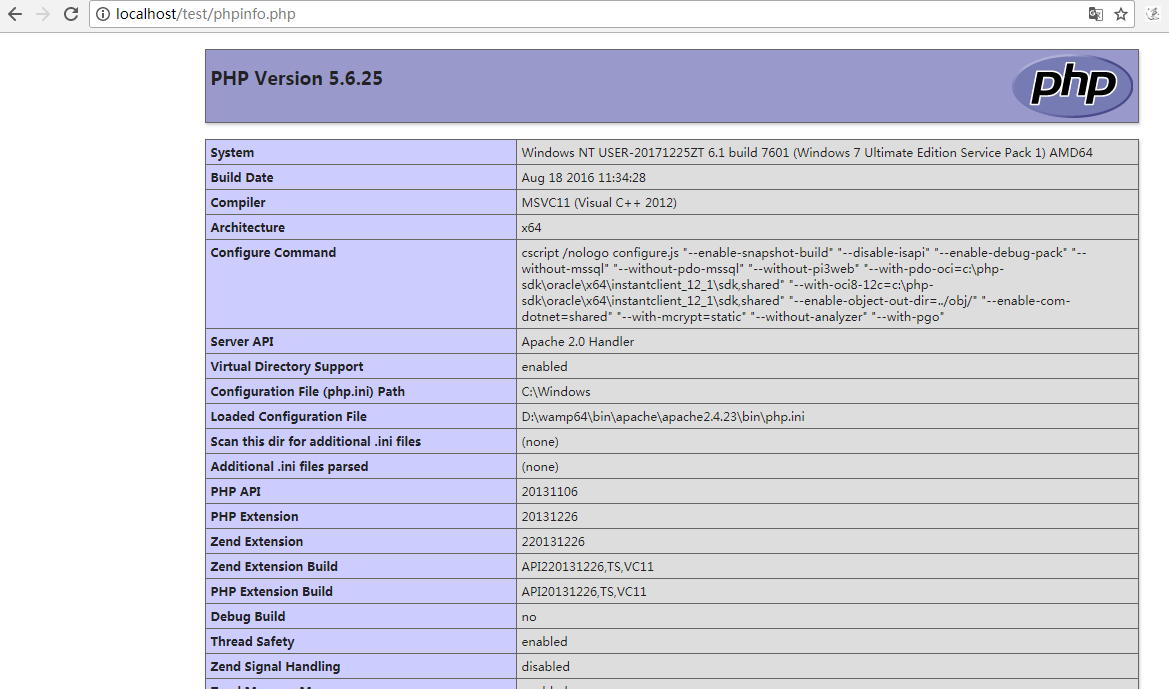 localhost/test/phpinfo.php
PHP Version 5.6.25
php
System Windows NT USER-20171225ZT 6.1 build 7601 (Windows 7 Ultimate Edition Service Pack 1) AMD64
Build Date Aug 18 2016 11:34:28
Compiler MSVC11 (Visual C++ 2012)
Architecture x64
Configure Command cscript /nologo configure.js "--enable-snapshot-build" "--disable-isapi" "--enable-debug-pack" "--
without-mssql" "--without-pdo-mssql" "--without-pi3web" "--with-pdo-oci=c:\php-
sdk\oracle\x64\instantclient_12_1\sdk,shared" "--with-oci8-12c=c:\php-
sdk\oracle\x64\instantclient_12_1\sdk,shared" "--enable-object-out-dir=../obj/" "--enable-com-
dotnet=shared" "--with-mcrypt=static" "--without-analyzer" "--with-pgo"
Server API Apache 2.0 Handler
Virtual Directory Support enabled
Configuration File (php.ini) Path C:\Windows
Loaded Configuration File D:\wamp64\bin\apache\apache2.4.23\bin\php.ini
Scan this dir for additional .ini files (none)
Additional .ini files parsed (none)
PHP API 20131106
PHP Extension 20131226
Zend Extension 220131226
Zend Extension Build API220131226,TS,VC11
PHP Extension Build API20131226,TS,VC11
Debug Build no
Thread Safety enabled
Zend Signal Handling disabled